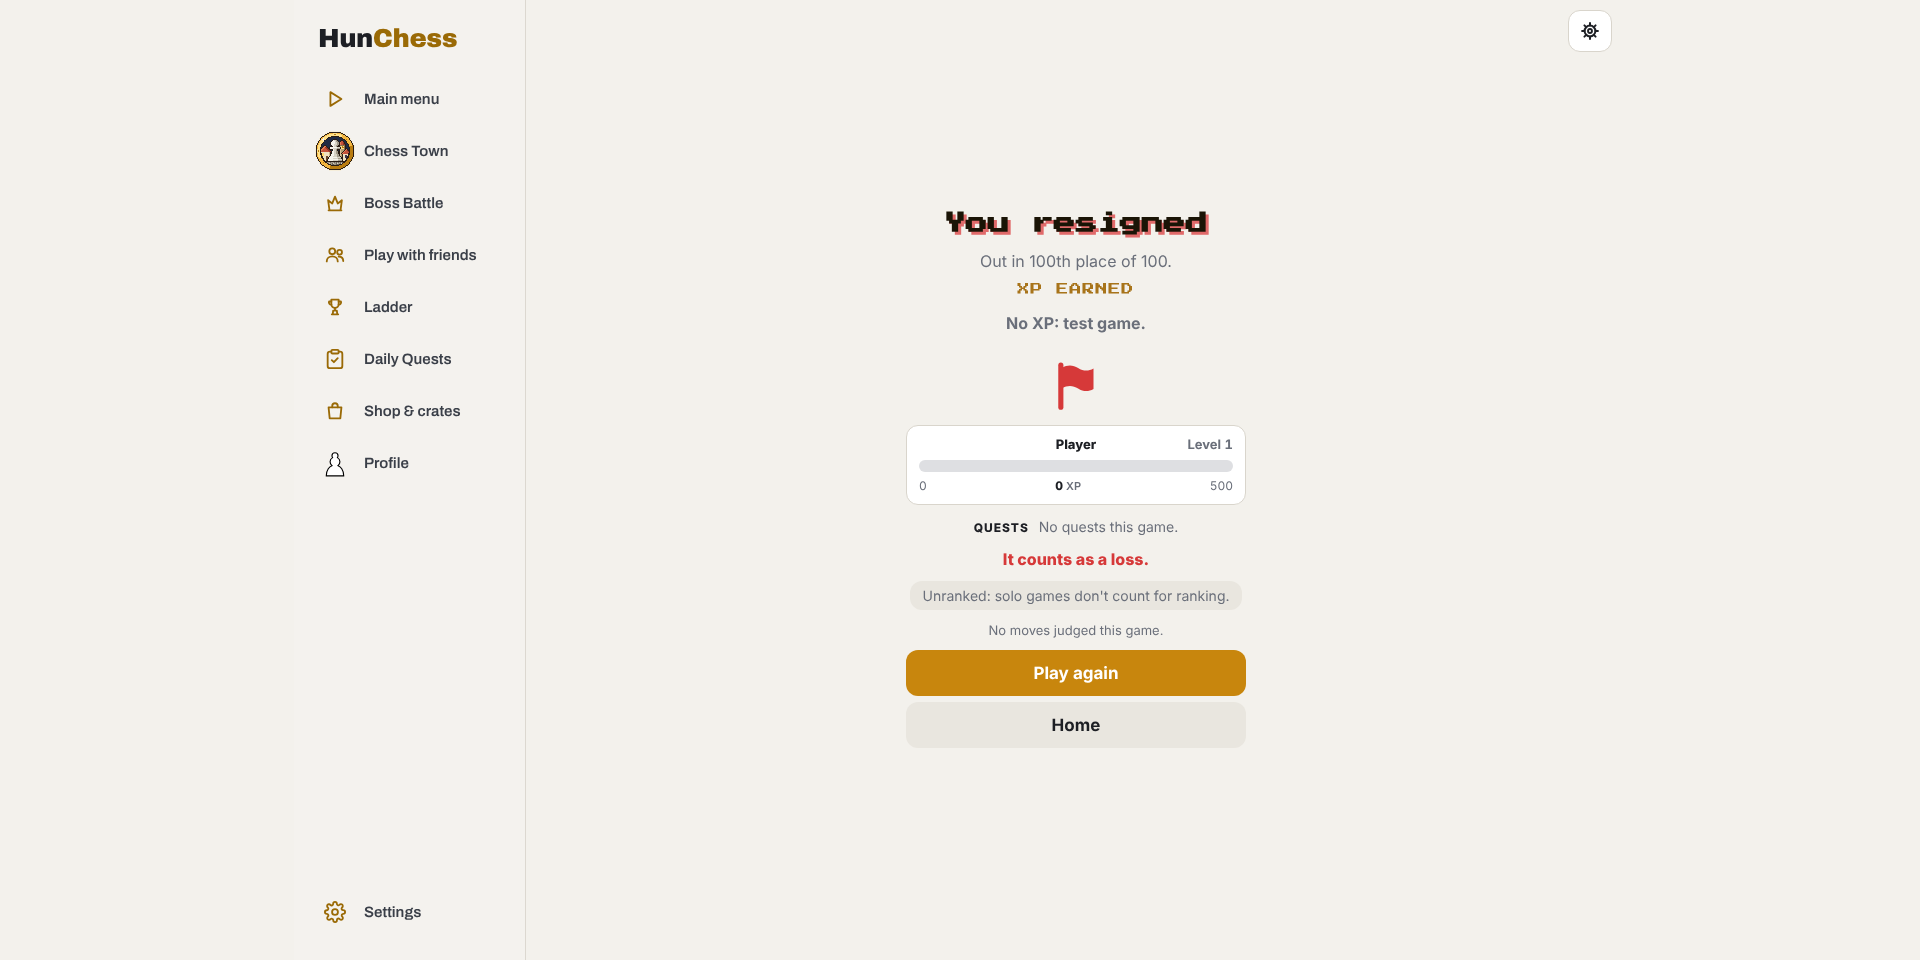 HunChess
Main menu
Chess Town
Boss Battle
Play with friends
Ladder
Daily Quests
Shop & crates
Profile
Settings
You resigned
Out in 100th place of 100.
XP EARNED
No XP: test game.
Player Level 1
0 0 XP 500
QUESTS No quests this game.
It counts as a loss.
Unranked: solo games don't count for ranking.
No moves judged this game.
Play again
Home